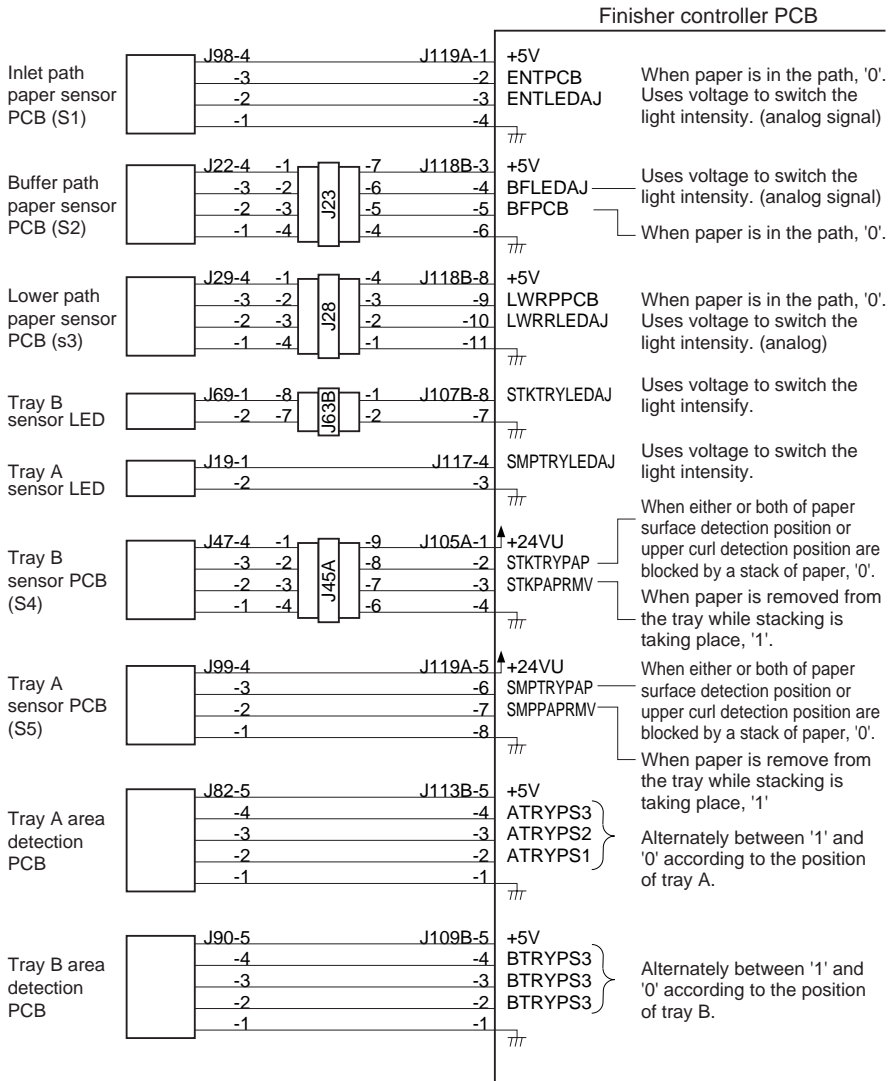 Finisher controller PCB
Inlet path
paper sensor
PCB (S1)
J98-4 J119A-1 +5V
-3 -2 ENTPCB
-2 -3 ENTLEDAJ
-1 -4
When paper is in the path, '0'.
Uses voltage to switch the
light intensity. (analog signal)
Buffer path
paper sensor
PCB (S2)
J22-4 -1 -7 J118B-3 +5V
-3 -2 -6 -4 BFLEDAJ
-2 -3 -5 -5 BFPCB
-1 -4 -4 -6
J23
Uses voltage to switch the
light intensity. (analog signal)
When paper is in the path, '0'.
Lower path
paper sensor
PCB (s3)
J29-4 -1 -4 J118B-8 +5V
-3 -2 -3 -9 LWRPPCB
-2 -3 -2 -10 LWRRLEDAJ
-1 -4 -1 -11
J28
When paper is in the path, '0'.
Uses voltage to switch the
light intensity. (analog)
Tray B
sensor LED
J69-1 -8 -1 J107B-8 STKTRYLEDAJ
-2 -7 -2 -7
J63B
Uses voltage to switch the
light intensify.
Tray A
sensor LED
J19-1 J117-4 SMPTRYLEDAJ
-2 -3
Uses voltage to switch the
light intensity.
Tray B
sensor PCB
(S4)
J47-4 -1 -9 J105A-1 +24VU
-3 -2 -8 -2 STKTRYPAP
-2 -3 -7 -3 STKPAPRMV
-1 -4 -6 -4
J45A
When either or both of paper
surface detection position or
upper curl detection position are
blocked by a stack of paper, '0'.
When paper is removed from
the tray while stacking is
taking place, '1'.
Tray A
sensor PCB
(S5)
J99-4 J119A-5 +24VU
-3 -6 SMPTRYPAP
-2 -7 SMPPAPRMV
-1 -8
When either or both of paper
surface detection position or
upper curl detection position are
blocked by a stack of paper, '0'.
When paper is remove from
the tray while stacking is
taking place, '1'
Tray A area
detection
PCB
J82-5 J113B-5 +5V
-4 -4 ATRYPS3
-3 -3 ATRYPS2
-2 -2 ATRYPS1
-1 -1
Alternately between '1' and
'0' according to the position
of tray A.
Tray B area
detection
PCB
J90-5 J109B-5 +5V
-4 -4 BTRYPS3
-3 -3 BTRYPS3
-2 -2 BTRYPS3
-1 -1
Alternately between '1' and
'0' according to the position
of tray B.